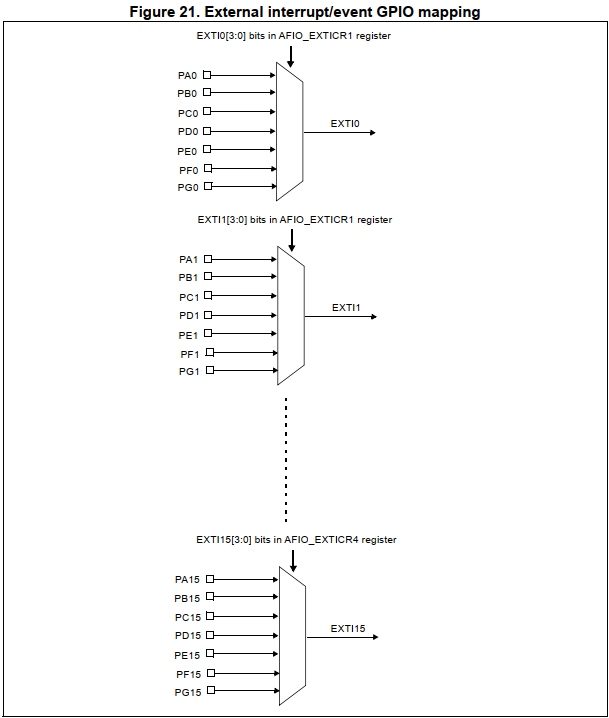 Figure 21. External interrupt/event GPIO mapping
EXTI0[3:0] bits in AFIO_EXTICR1 register
PA0
PB0
PC0
PD0
PE0
PF0
PG0
EXTI0
EXTI1[3:0] bits in AFIO_EXTICR1 register
PA1
PB1
PC1
PD1
PE1
PF1
PG1
EXTI1
EXTI15[3:0] bits in AFIO_EXTICR4 register
PA15
PB15
PC15
PD15
PE15
PF15
PG15
EXTI15